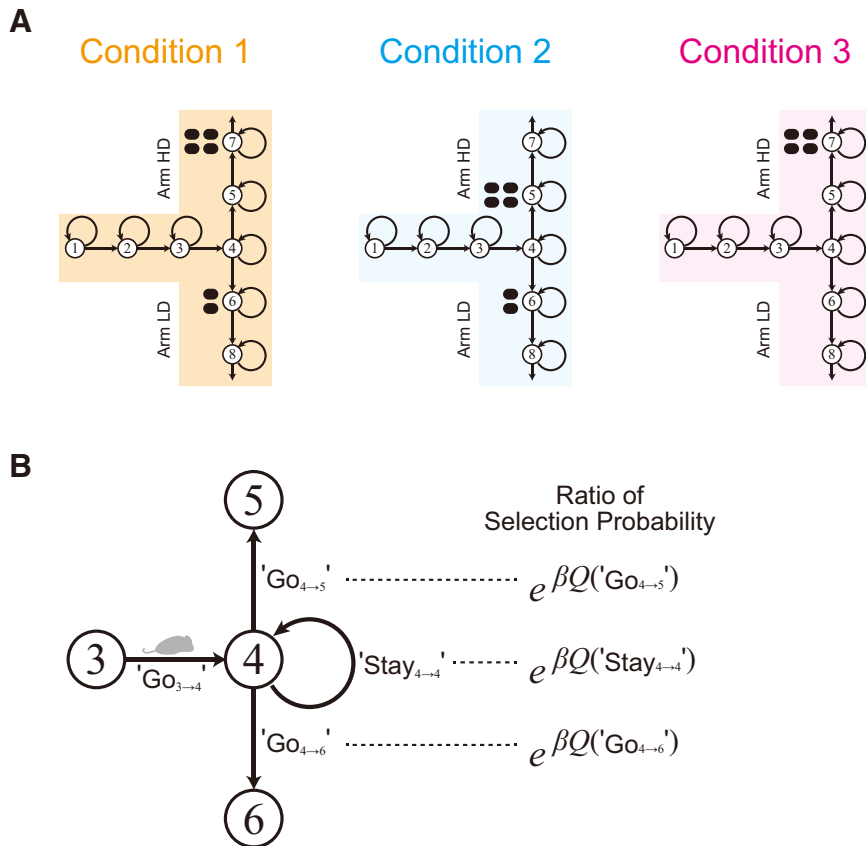 A
Condition 1
Condition 2
Condition 3
Arm HD
7
5
1
2
3
4
Arm LD
6
8
Arm HD
7
5
1
2
3
4
Arm LD
6
8
Arm HD
7
5
1
2
3
4
Arm LD
6
8
B
5
Ratio of
Selection Probability
'Go4→5'
e βQ('Go4→5')
3
'Go3→4'
4
'Stay4→4'
e βQ('Stay4→4')
'Go4→6'
e βQ('Go4→6')
6